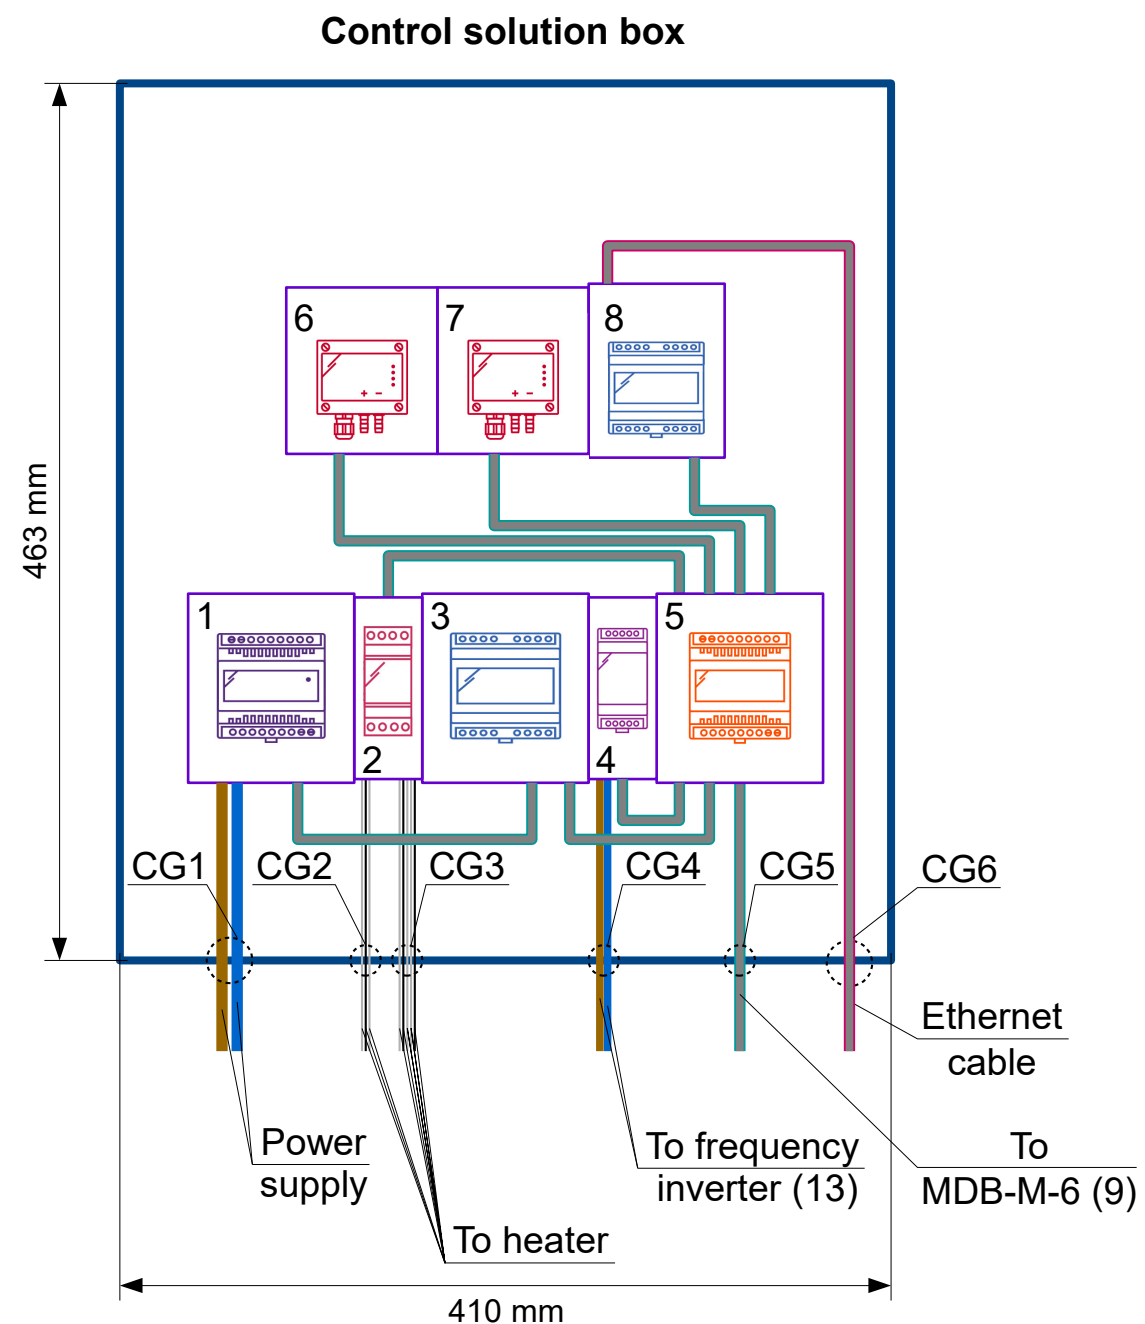 Control solution box
6
7
8
463 mm
1
3
5
2
4
CG1
CG2
CG3
CG4
CG5
CG6
Ethernet
cable
Power
supply
To frequency
inverter (13)
To
MDB-M-6 (9)
To heater
410 mm